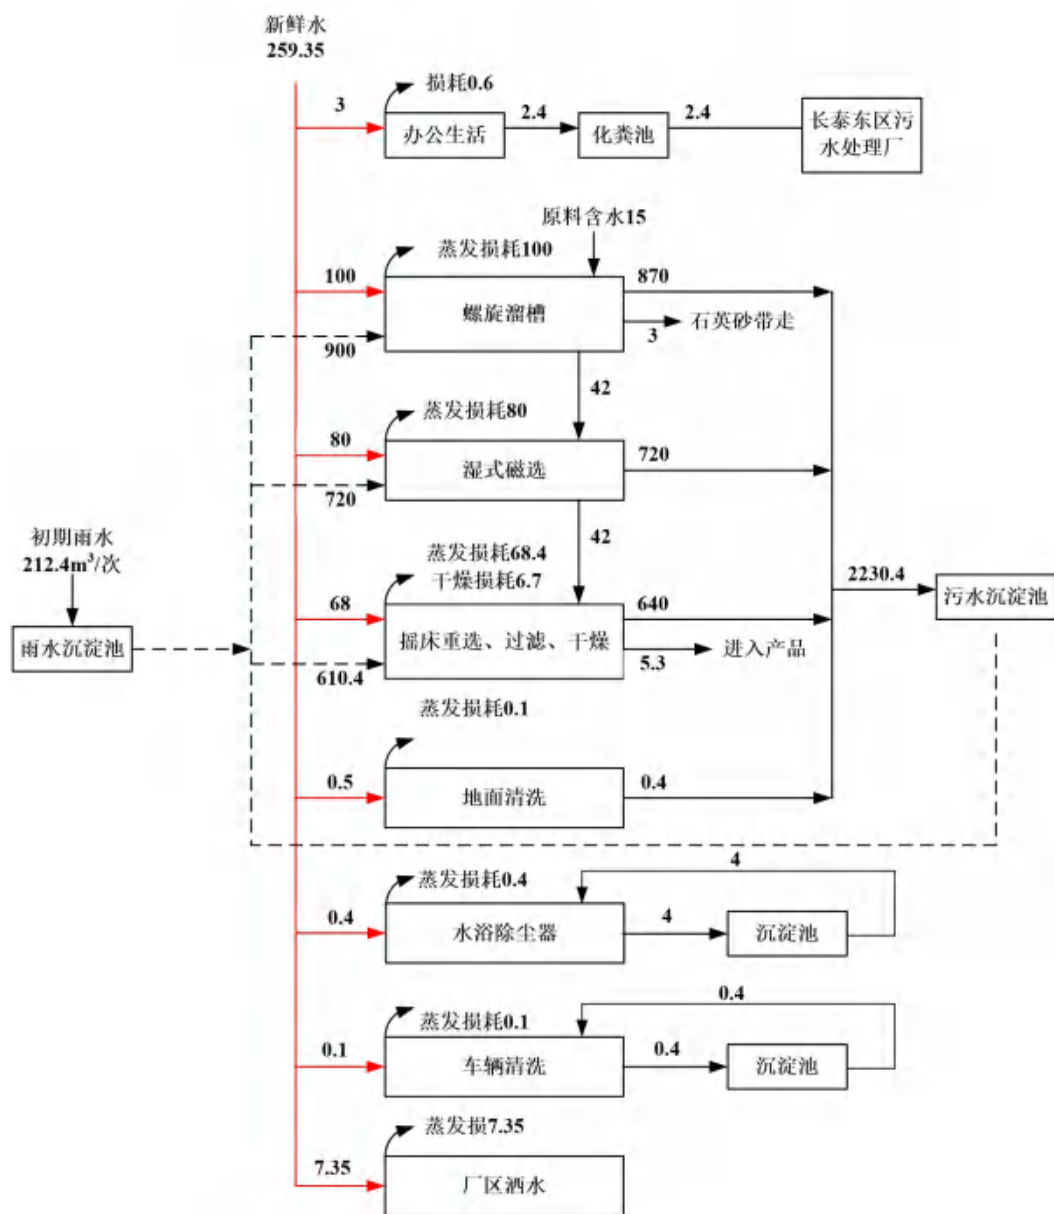 新鲜水
259.35
损耗0.6
3
办公生活
2.4
化粪池
2.4
长泰东区污
水处理厂
原料含水15
蒸发损耗100
100
870
螺旋溜槽
石英砂带走
3
900
42
蒸发损耗80
80
720
湿式磁选
720
42
初期雨水
212.4m³/次
雨水沉淀池
蒸发损耗68.4
干燥损耗6.7
68
640
摇床重选、过滤、干燥
进入产品
5.3
610.4
2230.4
污水沉淀池
蒸发损耗0.1
0.5
地面清洗
0.4
4
蒸发损耗0.4
0.4
水浴除尘器
4
沉淀池
0.4
蒸发损耗0.1
0.1
车辆清洗
0.4
沉淀池
蒸发损7.35
7.35
厂区洒水